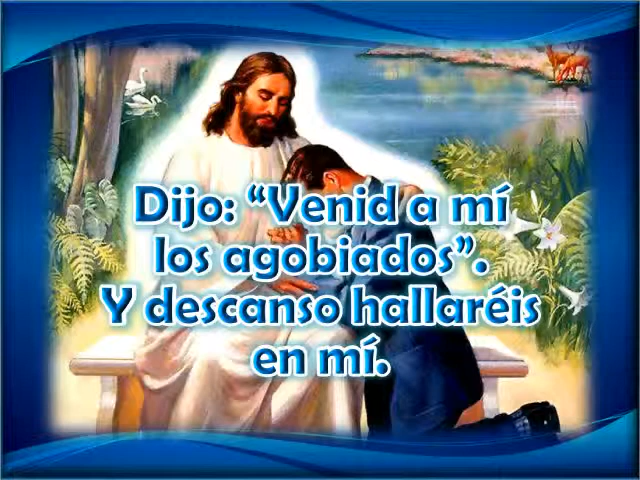 Dijo: “Venid a mí
los agobiados”.
Y descanso hallaréis
en mí.